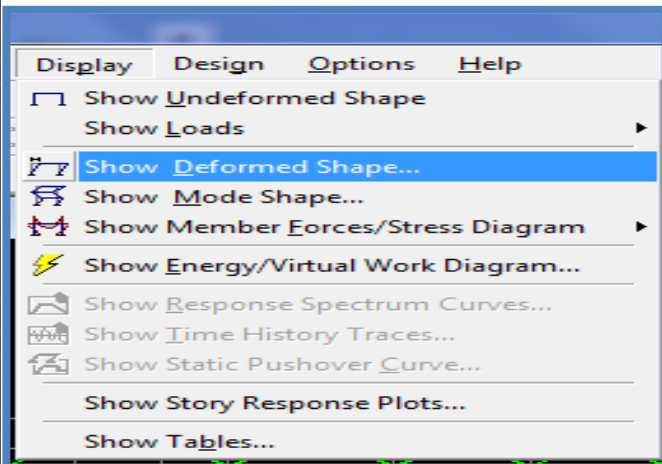 Display Design Options Help
Show Undeformed Shape
Show Loads
Show Deformed Shape...
Show Mode Shape...
Show Member Forces/Stress Diagram
Show Energy/Virtual Work Diagram...
Show Response Spectrum Curves...
Show Time History Traces...
Show Static Pushover Curve...
Show Story Response Plots...
Show Tables...